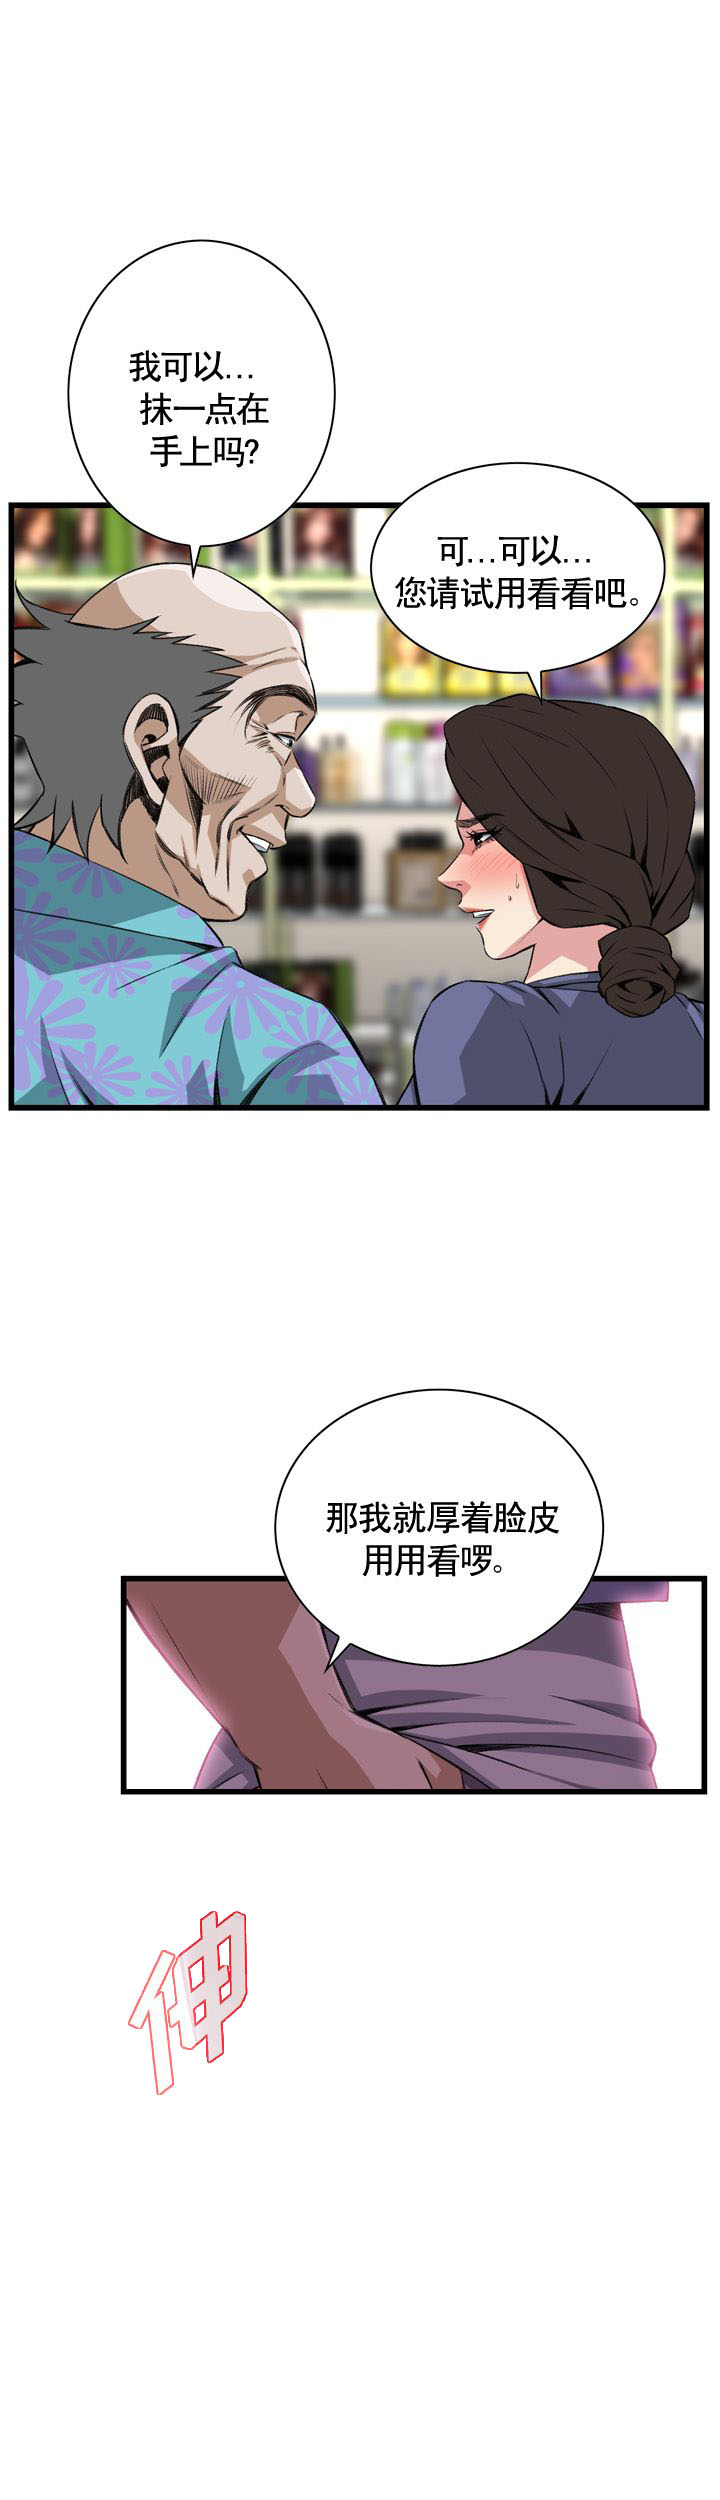 我可以...
抹一点在
手上吗?
可...可以...
您请试用看看吧。
那我就厚着脸皮
用用看啰。
伸